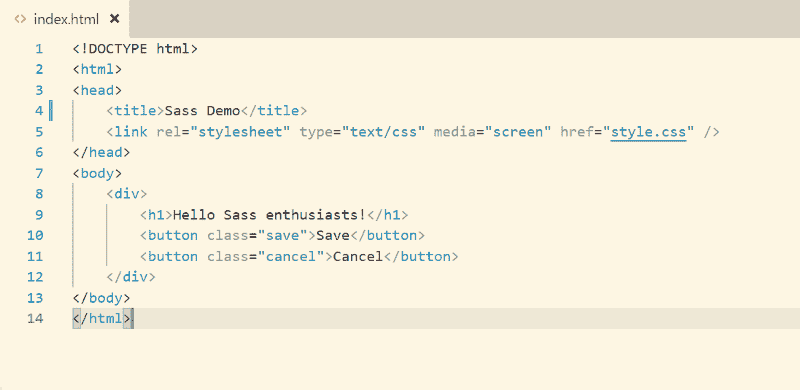 <> index.html ×
1 <!DOCTYPE html>
2 <html>
3 <head>
4     <title>Sass Demo</title>
5     <link rel="stylesheet" type="text/css" media="screen" href="style.css" />
6 </head>
7 <body>
8     <div>
9         <h1>Hello Sass enthusiasts!</h1>
10         <button class="save">Save</button>
11         <button class="cancel">Cancel</button>
12     </div>
13 </body>
14 </html>